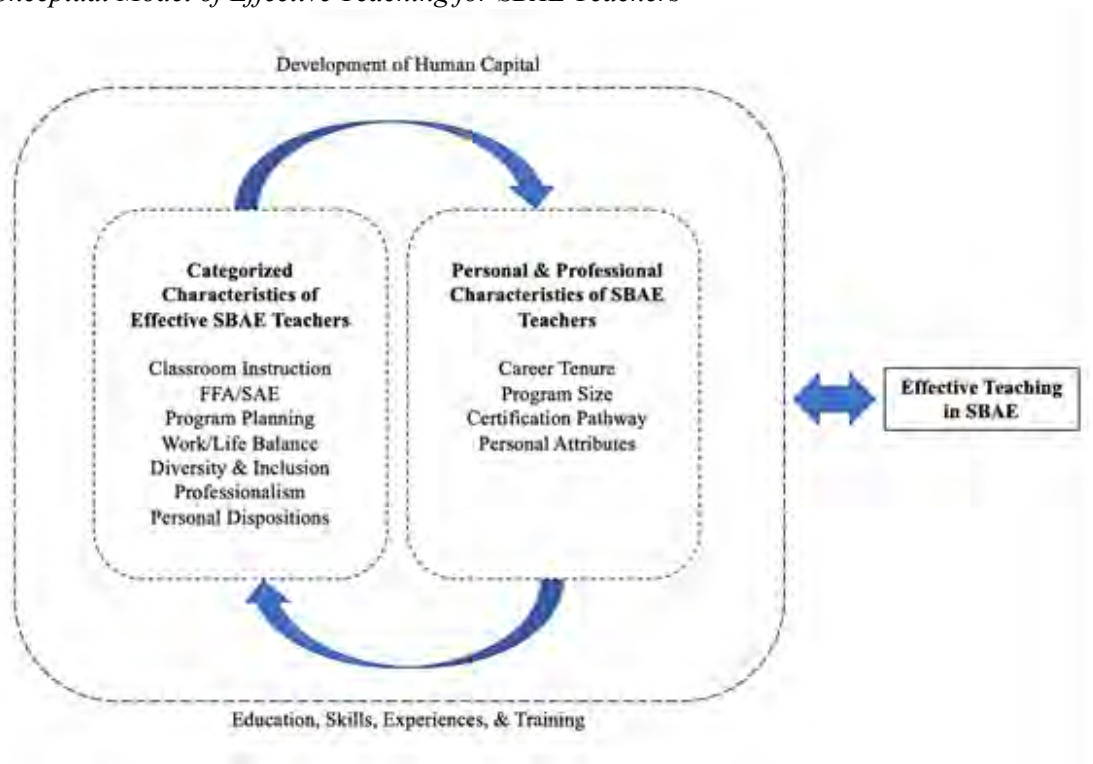 Conceptual Model of Effective Teaching for SBAE Teachers
Development of Human Capital
Categorized
Characteristics of
Effective SBAE Teachers
Classroom Instruction
FFA/SAE
Program Planning
Work/Life Balance
Diversity & Inclusion
Professionalism
Personal Dispositions
Personal & Professional
Characteristics of SBAE
Teachers
Career Tenure
Program Size
Certification Pathway
Personal Attributes
Effective Teaching
in SBAE
Education, Skills, Experiences, & Training